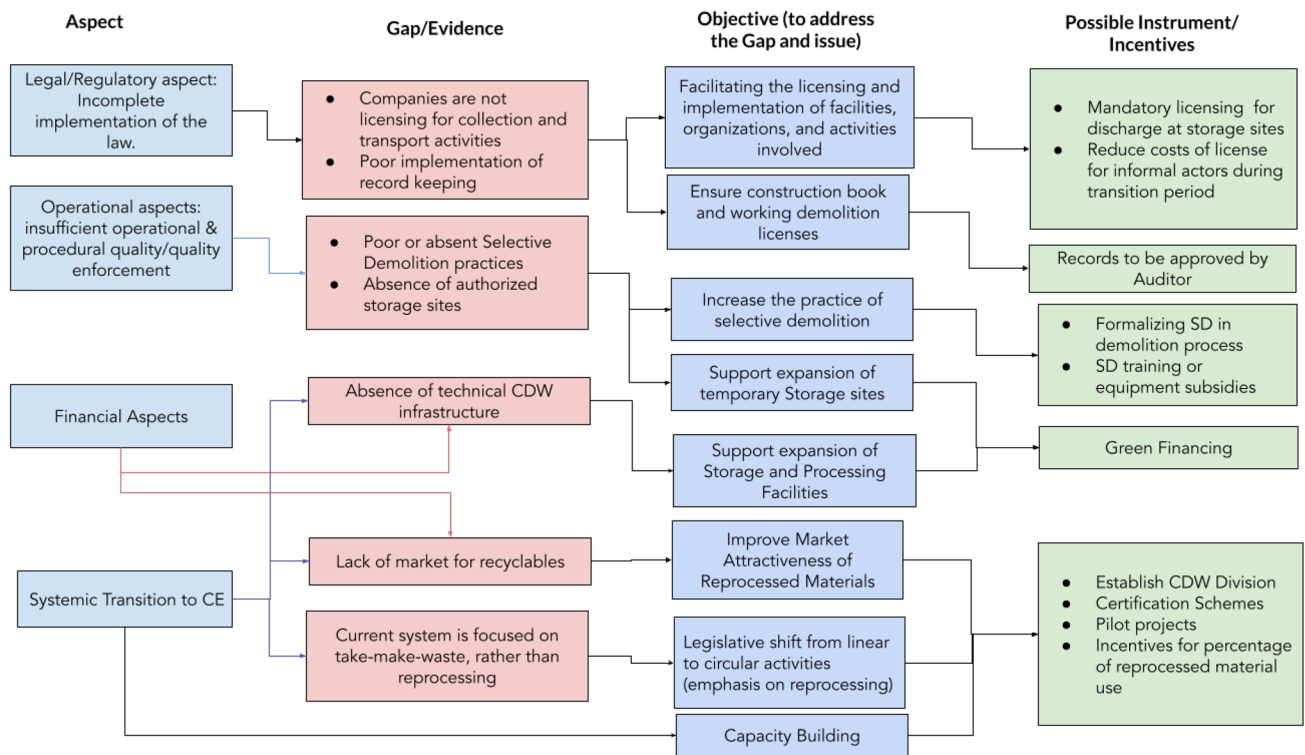 Aspect
Gap/Evidence
Objective (to address
the Gap and issue)
Possible Instrument/
Incentives
Legal/Regulatory aspect:
Incomplete
implementation of the
law.
● Companies are not
licensing for collection and
transport activities
● Poor implementation of
record keeping
Facilitating the licensing and
implementation of facilities,
organizations, and activities
involved
● Mandatory licensing for
discharge at storage sites
● Reduce costs of license
for informal actors during
transition period
Operational aspects:
insufficient operational &
procedural quality/quality
enforcement
● Poor or absent Selective
Demolition practices
● Absence of authorized
storage sites
Ensure construction book
and working demolition
licenses
Records to be approved by
Auditor
Increase the practice of
selective demolition
● Formalizing SD in
demolition process
● SD training or
equipment subsidies
Support expansion of
temporary Storage sites
Financial Aspects
Absence of technical CDW
infrastructure
Support expansion of
Storage and Processing
Facilities
Green Financing
Lack of market for recyclables
Improve Market
Attractiveness of
Reprocessed Materials
Systemic Transition to CE
Current system is focused on
take-make-waste, rather than
reprocessing
Legislative shift from linear
to circular activities
(emphasis on reprocessing)
● Establish CDW Division
● Certification Schemes
● Pilot projects
● Incentives for percentage
of reprocessed material
use
Capacity Building